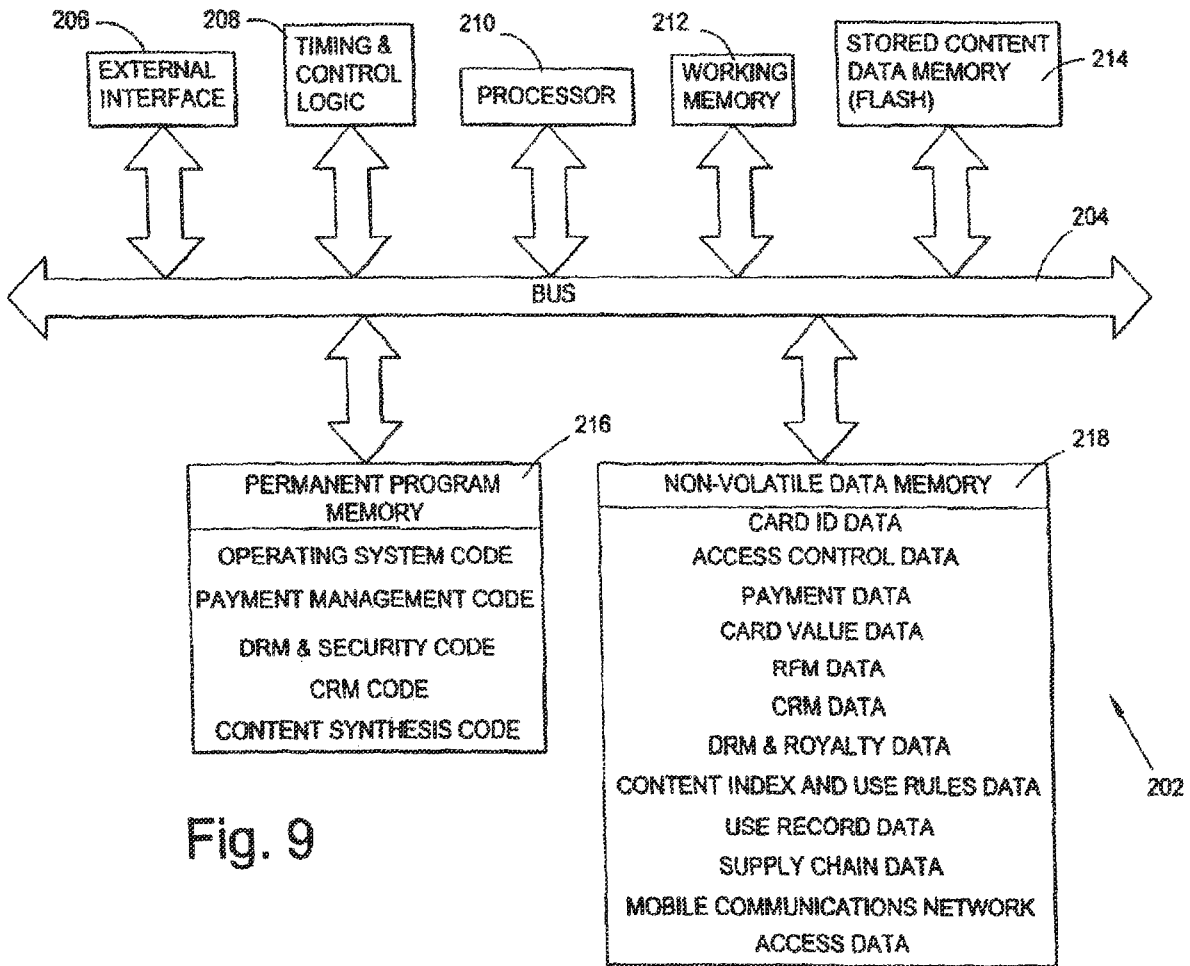 206
208
210
212
214
EXTERNAL
INTERFACE
TIMING &
CONTROL
LOGIC
PROCESSOR
WORKING
MEMORY
STORED CONTENT
DATA MEMORY
(FLASH)
204
BUS
216
218
PERMANENT PROGRAM
MEMORY
OPERATING SYSTEM CODE
PAYMENT MANAGEMENT CODE
DRM & SECURITY CODE
CRM CODE
CONTENT SYNTHESIS CODE
NON-VOLATILE DATA MEMORY
CARD ID DATA
ACCESS CONTROL DATA
PAYMENT DATA
CARD VALUE DATA
RFM DATA
CRM DATA
DRM & ROYALTY DATA
CONTENT INDEX AND USE RULES DATA
USE RECORD DATA
SUPPLY CHAIN DATA
MOBILE COMMUNICATIONS NETWORK
ACCESS DATA
202
Fig. 9